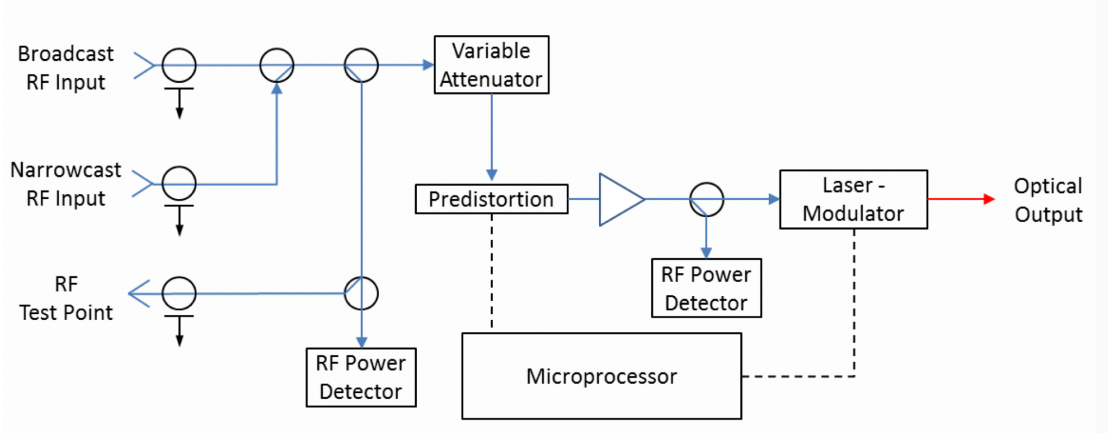 Broadcast
RF Input
Variable
Attenuator
Narrowcast
RF Input
Predistortion
Laser -
Modulator
Optical
Output
RF
Test Point
RF Power
Detector
RF Power
Detector
Microprocessor